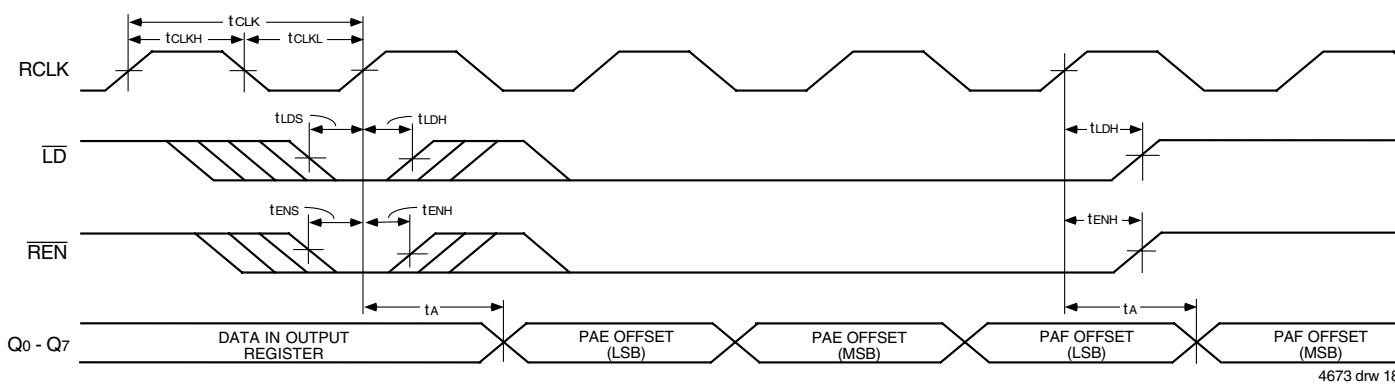 tCLK
tCLKH
tCLKL
RCLK
tLDS
tLDH
tLDH
LD
tENS
tENH
tENH
REN
tA
tA
Q0 - Q7
DATA IN OUTPUT
REGISTER
PAE OFFSET
(LSB)
PAE OFFSET
(MSB)
PAF OFFSET
(LSB)
PAF OFFSET
(MSB)
4673 drw 18